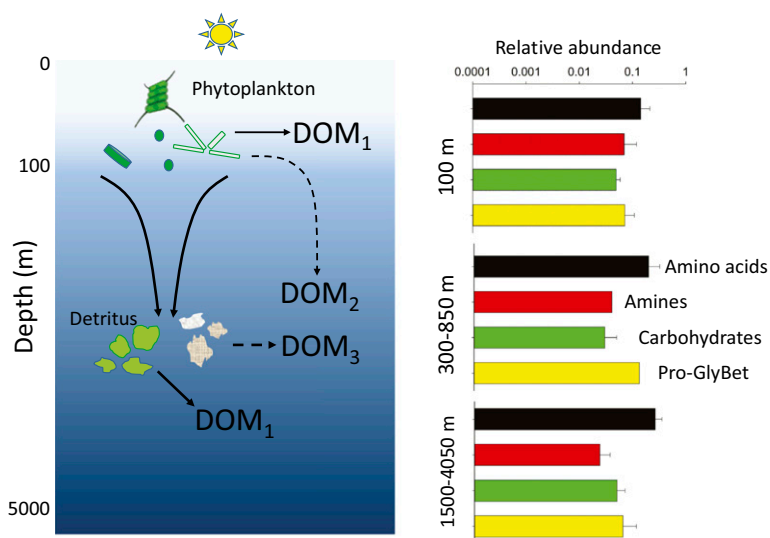 0
Phytoplankton
DOM1
100
Depth (m)
DOM2
Detritus
DOM3
DOM1
5000
Relative abundance
0.0001 0.001 0.01 0.1 1
100 m
300-850 m
Amino acids
Amines
Carbohydrates
Pro-GlyBet
1500-4050 m